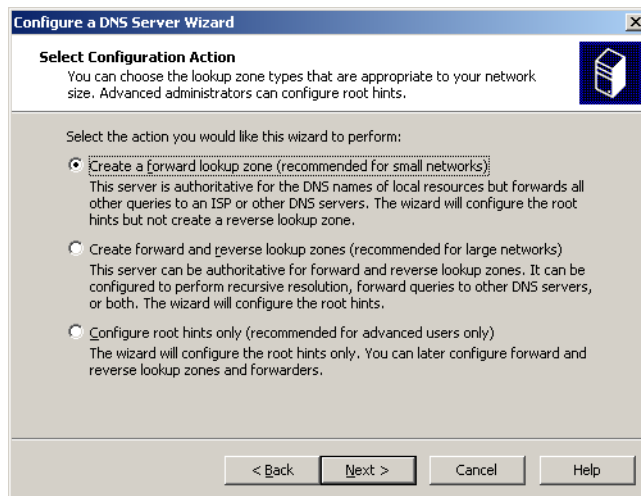 Configure a DNS Server Wizard
Select Configuration Action
You can choose the lookup zone types that are appropriate to your network
size. Advanced administrators can configure root hints.
Select the action you would like this wizard to perform:
Create a forward lookup zone (recommended for small networks)
This server is authoritative for the DNS names of local resources but forwards all
other queries to an ISP or other DNS servers. The wizard will configure the root
hints but not create a reverse lookup zone.
Create forward and reverse lookup zones (recommended for large networks)
This server can be authoritative for forward and reverse lookup zones. It can be
configured to perform recursive resolution, forward queries to other DNS servers,
or both. The wizard will configure the root hints.
Configure root hints only (recommended for advanced users only)
The wizard will configure the root hints only. You can later configure forward and
reverse lookup zones and forwarders.
< Back Next > Cancel Help